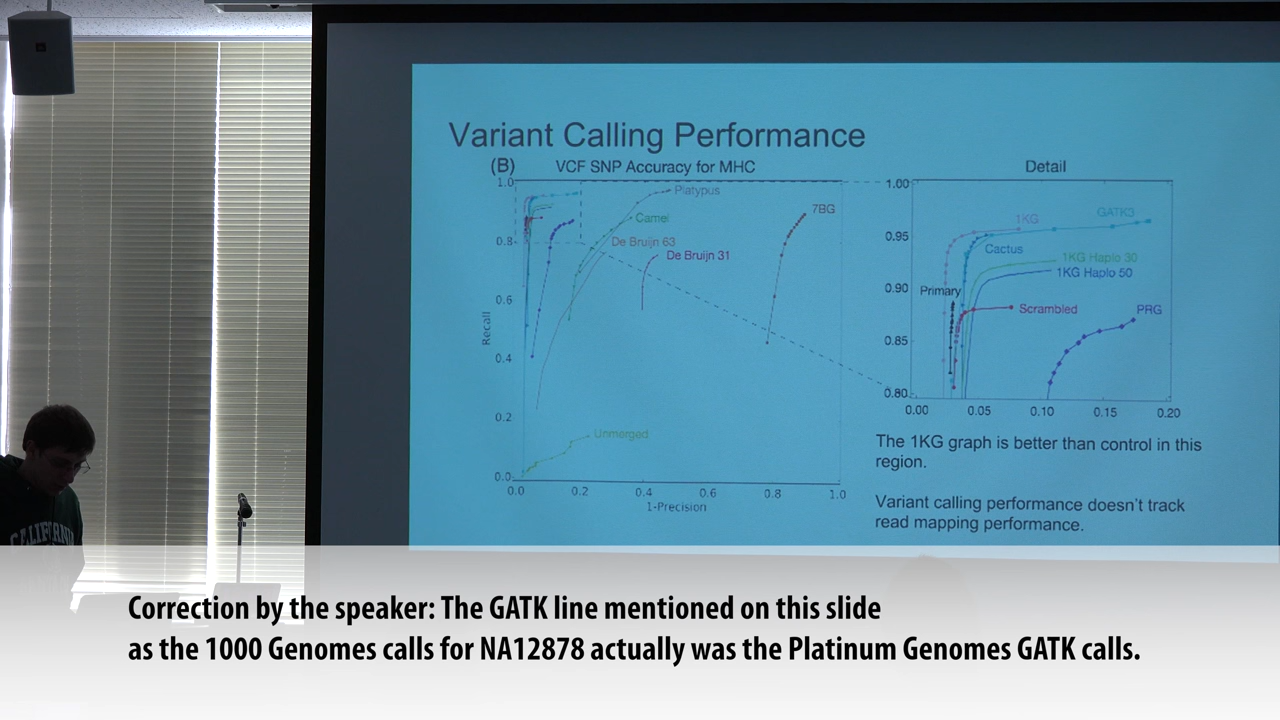 Variant Calling Performance
(B)
VCF SNP Accuracy for MHC
1.0
0.8
0.6
0.4
0.2
0.0
Recall
Platypus
Camel
De Bruijn 63
De Bruijn 31
7BG
Unmerged
0.0 0.2 0.4 0.6 0.8 1.0
1-Precision
Detail
1.00
0.95
0.90
0.85
0.80
1KG
GATK3
Cactus
1KG Haplo 30
1KG Haplo 50
Primary
Scrambled
PRG
0.00 0.05 0.10 0.15 0.20
The 1KG graph is better than control in this
region.
Variant calling performance doesn't track
read mapping performance.
CALIFORNIA
Correction by the speaker: The GATK line mentioned on this slide
as the 1000 Genomes calls for NA12878 actually was the Platinum Genomes GATK calls.